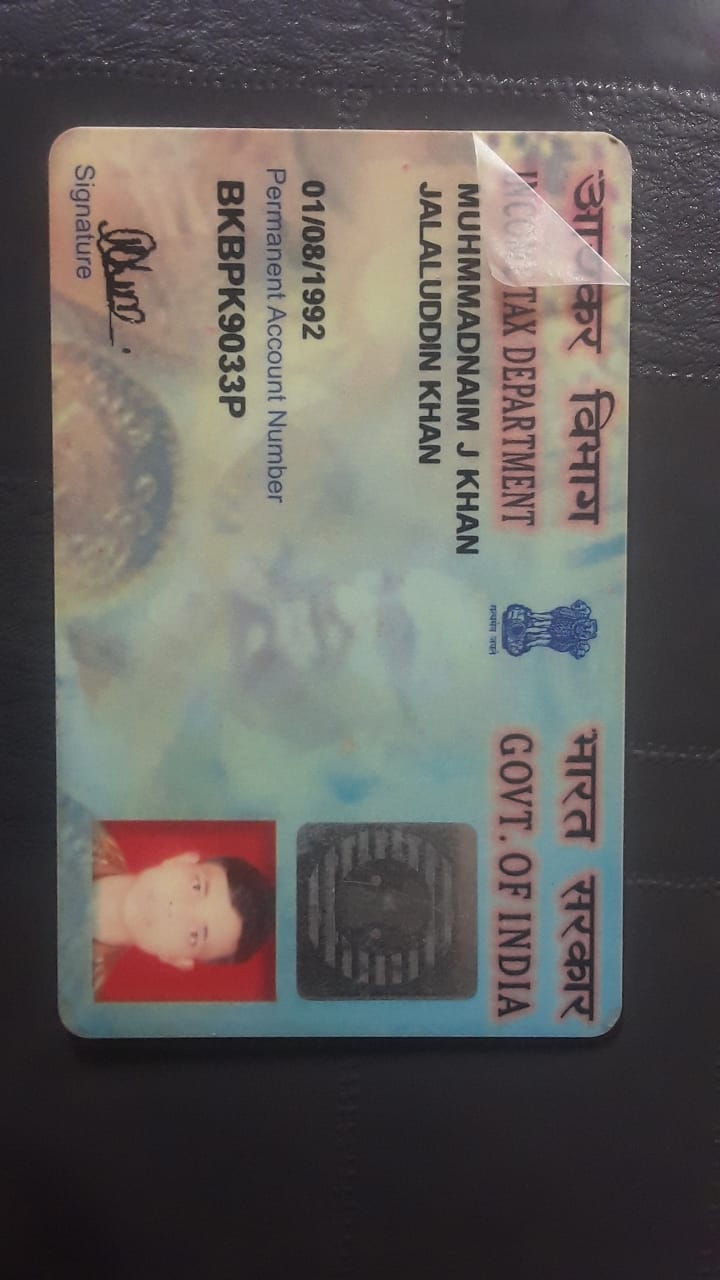 आयकर विभाग भारत सरकार
INCOME TAX DEPARTMENT GOVT. OF INDIA
सत्यमेव जयते
MUHMMADNAIM J KHAN
JALALUDDIN KHAN
01/08/1992
Permanent Account Number
BKBPK9033P
Signature